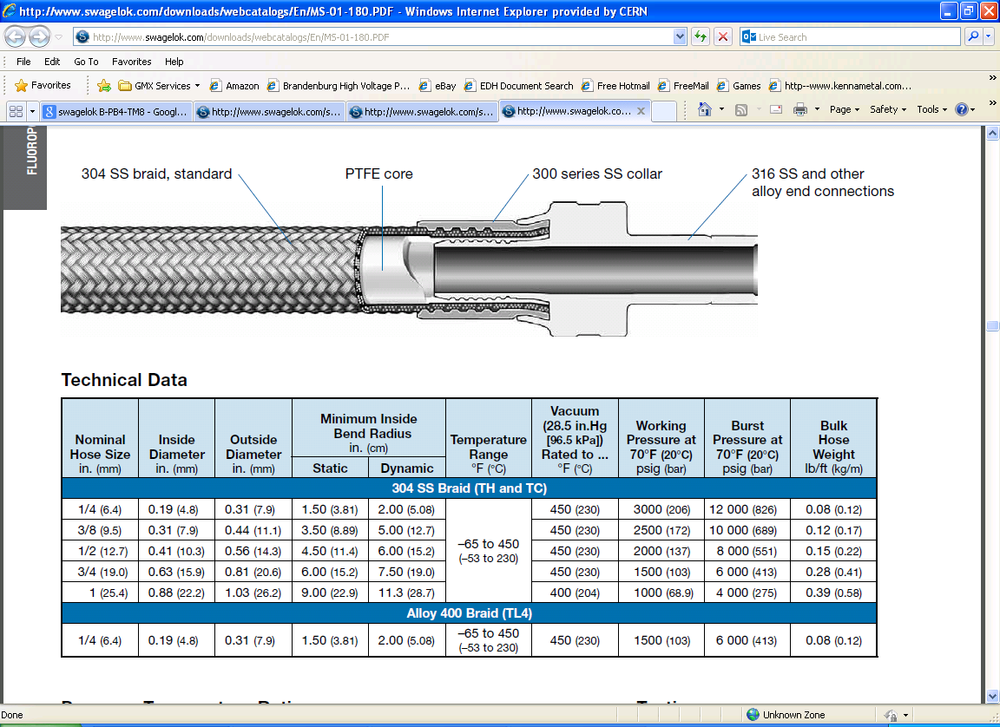 http://www.swagelok.com/downloads/webcatalogs/En/MS-01-180.PDF - Windows Internet Explorer provided by CERN
http://www.swagelok.com/downloads/webcatalogs/En/MS-01-180.PDF
Live Search
File Edit Go To Favorites Help
Favorites GMX Services Amazon Brandenburg High Voltage P... eBay EDH Document Search Free Hotmail FreeMail Games http--www.kennametal.com...
swagelok B-PB4-TM8 - Googl... http://www.swagelok.com/s... http://www.swagelok.com/s... http://www.swagelok.co... Page Safety Tools
304 SS braid, standard
PTFE core
300 series SS collar
316 SS and other
alloy end connections
Technical Data
Nominal Hose Size in. (mm)
Inside Diameter in. (mm)
Outside Diameter in. (mm)
Minimum Inside Bend Radius in. (cm)
Static Dynamic
Temperature Range °F (°C)
Vacuum (28.5 in.Hg [96.5 kPa]) Rated to ... °F (°C)
Working Pressure at 70°F (20°C) psig (bar)
Burst Pressure at 70°F (20°C) psig (bar)
Bulk Hose Weight lb/ft (kg/m)
304 SS Braid (TH and TC)
1/4 (6.4) 0.19 (4.8) 0.31 (7.9) 1.50 (3.81) 2.00 (5.08) 450 (230) 3000 (206) 12 000 (826) 0.08 (0.12)
3/8 (9.5) 0.31 (7.9) 0.44 (11.1) 3.50 (8.89) 5.00 (12.7) 450 (230) 2500 (172) 10 000 (689) 0.12 (0.17)
–65 to 450
(–53 to 230)
1/2 (12.7) 0.41 (10.3) 0.56 (14.3) 4.50 (11.4) 6.00 (15.2) 450 (230) 2000 (137) 8 000 (551) 0.15 (0.22)
3/4 (19.0) 0.63 (15.9) 0.81 (20.6) 6.00 (15.2) 7.50 (19.0) 450 (230) 1500 (103) 6 000 (413) 0.28 (0.41)
1 (25.4) 0.88 (22.2) 1.03 (26.2) 9.00 (22.9) 11.3 (28.7) 400 (204) 1000 (68.9) 4 000 (275) 0.39 (0.58)
Alloy 400 Braid (TL4)
1/4 (6.4) 0.19 (4.8) 0.31 (7.9) 1.50 (3.81) 2.00 (5.08) –65 to 450 (–53 to 230) 450 (230) 1500 (103) 6 000 (413) 0.08 (0.12)
Done
Unknown Zone